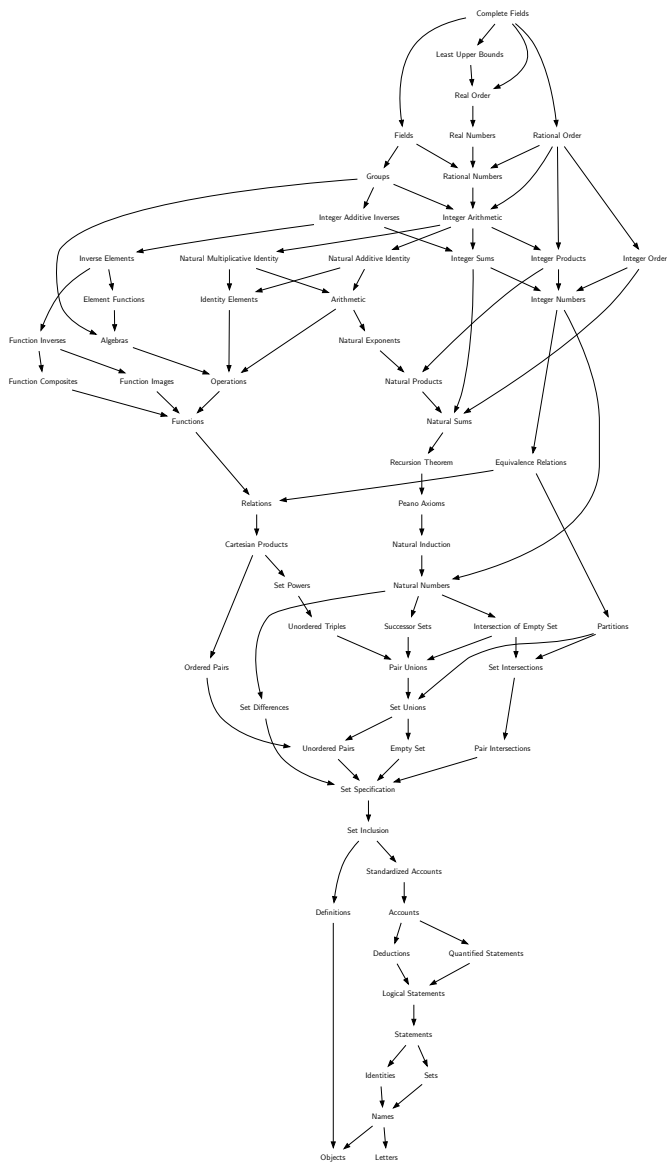 Complete Fields
Least Upper Bounds
Real Order
Fields
Real Numbers
Rational Order
Groups
Rational Numbers
Integer Additive Inverses
Integer Arithmetic
Inverse Elements
Natural Multiplicative Identity
Natural Additive Identity
Integer Sums
Integer Products
Integer Order
Element Functions
Identity Elements
Arithmetic
Integer Numbers
Function Inverses
Algebras
Natural Exponents
Function Composites
Function Images
Operations
Natural Products
Functions
Natural Sums
Recursion Theorem
Equivalence Relations
Relations
Peano Axioms
Cartesian Products
Natural Induction
Set Powers
Natural Numbers
Unordered Triples
Successor Sets
Intersection of Empty Set
Partitions
Ordered Pairs
Pair Unions
Set Intersections
Set Differences
Set Unions
Unordered Pairs
Empty Set
Pair Intersections
Set Specification
Set Inclusion
Standardized Accounts
Definitions
Accounts
Deductions
Quantified Statements
Logical Statements
Statements
Identities
Sets
Names
Objects
Letters